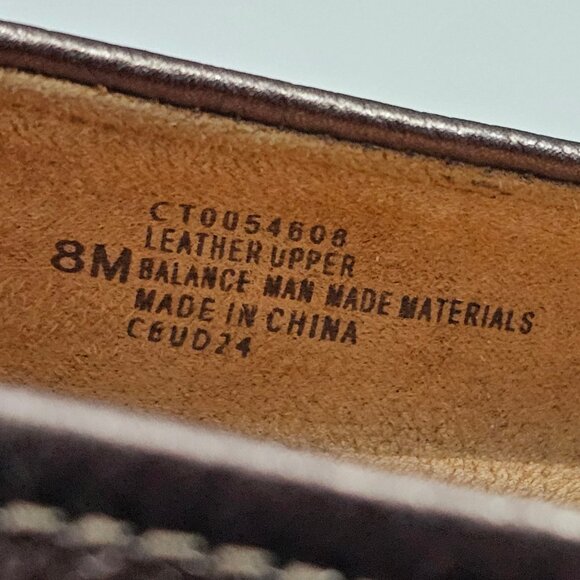 CT0054608
LEATHER UPPER
8M BALANCE MAN MADE MATERIALS
MADE IN CHINA
C6UD24